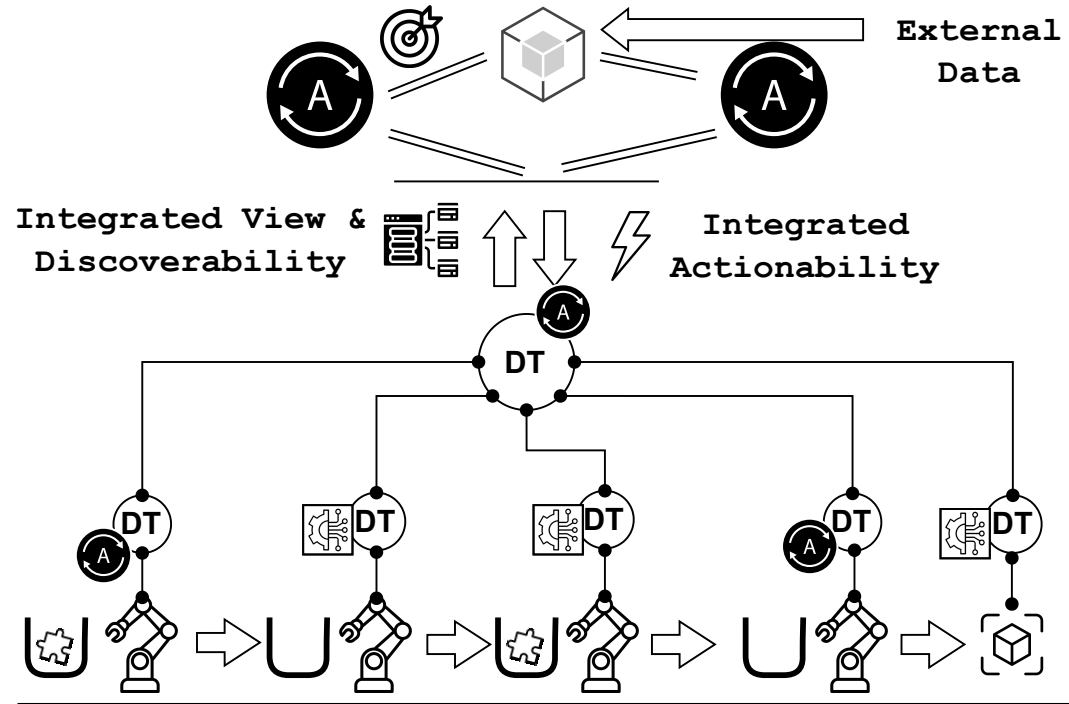 External
Data
A
A
Integrated View &
Discoverability
Integrated
Actionability
A
DT
DT
A
DT
DT
DT
A
DT